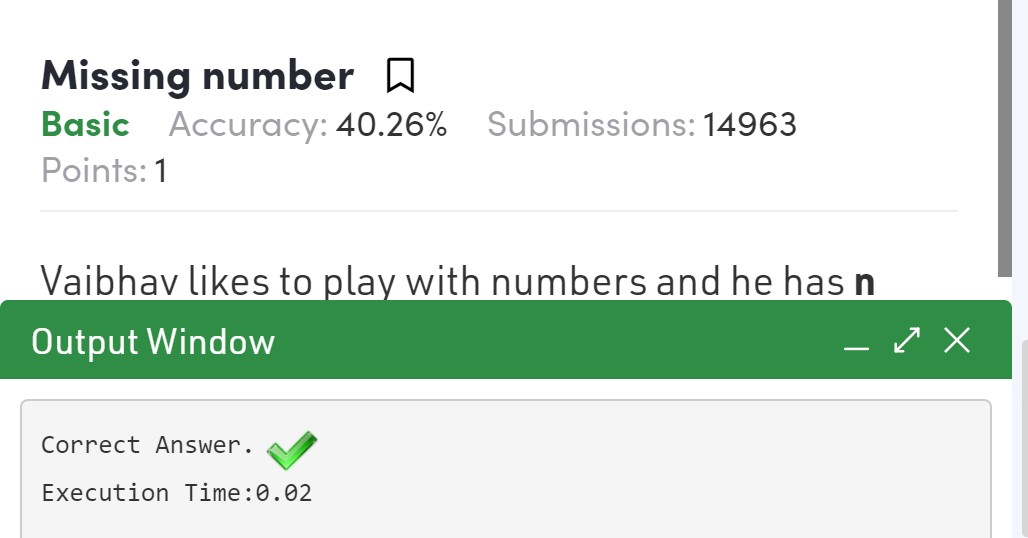 Missing number
Basic Accuracy: 40.26% Submissions: 14963
Points: 1
Vaibhav likes to play with numbers and he has n
Output Window
Correct Answer.
Execution Time:0.02